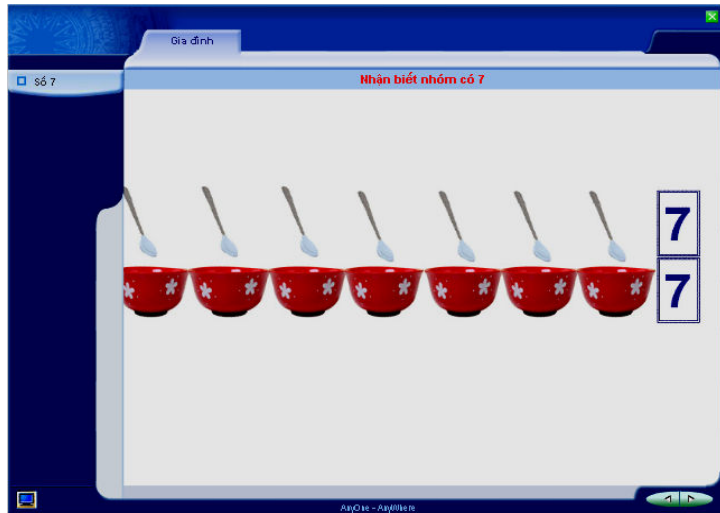 Gia đình
Số 7
Nhận biết nhóm có 7
7
7
AnyOne - AnyWhere